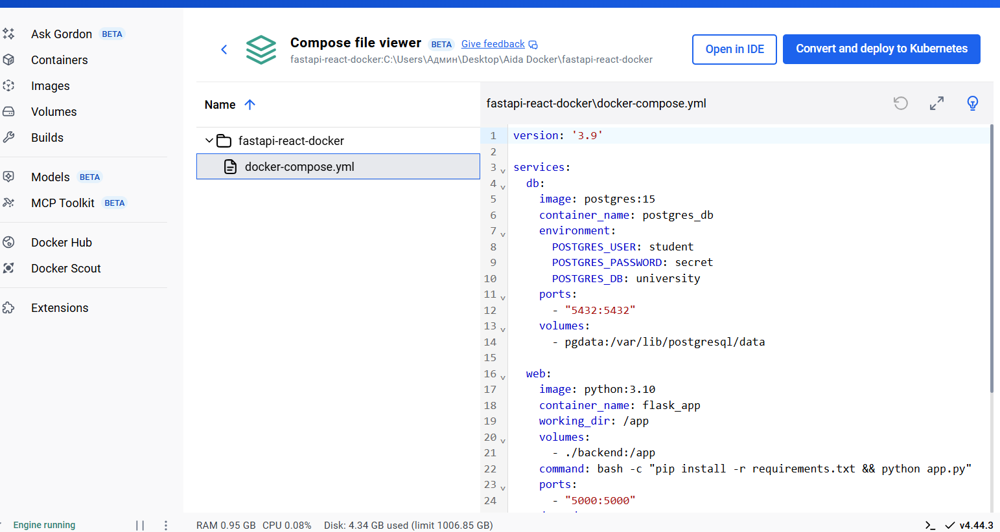 Ask Gordon BETA
Containers
Images
Volumes
Builds
Models BETA
MCP Toolkit BETA
Docker Hub
Docker Scout
Extensions
Compose file viewer BETA Give feedback
fastapi-react-docker:C:\Users\Админ\Desktop\Aida Docker\fastapi-react-docker
Open in IDE
Convert and deploy to Kubernetes
Name
fastapi-react-docker
docker-compose.yml
fastapi-react-docker\docker-compose.yml
1 version: '3.9'
2
3 services:
4   db:
5     image: postgres:15
6     container_name: postgres_db
7     environment:
8       POSTGRES_USER: student
9       POSTGRES_PASSWORD: secret
10       POSTGRES_DB: university
11     ports:
12       - "5432:5432"
13     volumes:
14       - pgdata:/var/lib/postgresql/data
15
16   web:
17     image: python:3.10
18     container_name: flask_app
19     working_dir: /app
20     volumes:
21       - ./backend:/app
22     command: bash -c "pip install -r requirements.txt && python app.py"
23     ports:
24       - "5000:5000"
Engine running
RAM 0.95 GB CPU 0.08% Disk: 4.34 GB used (limit 1006.85 GB)
v4.44.3